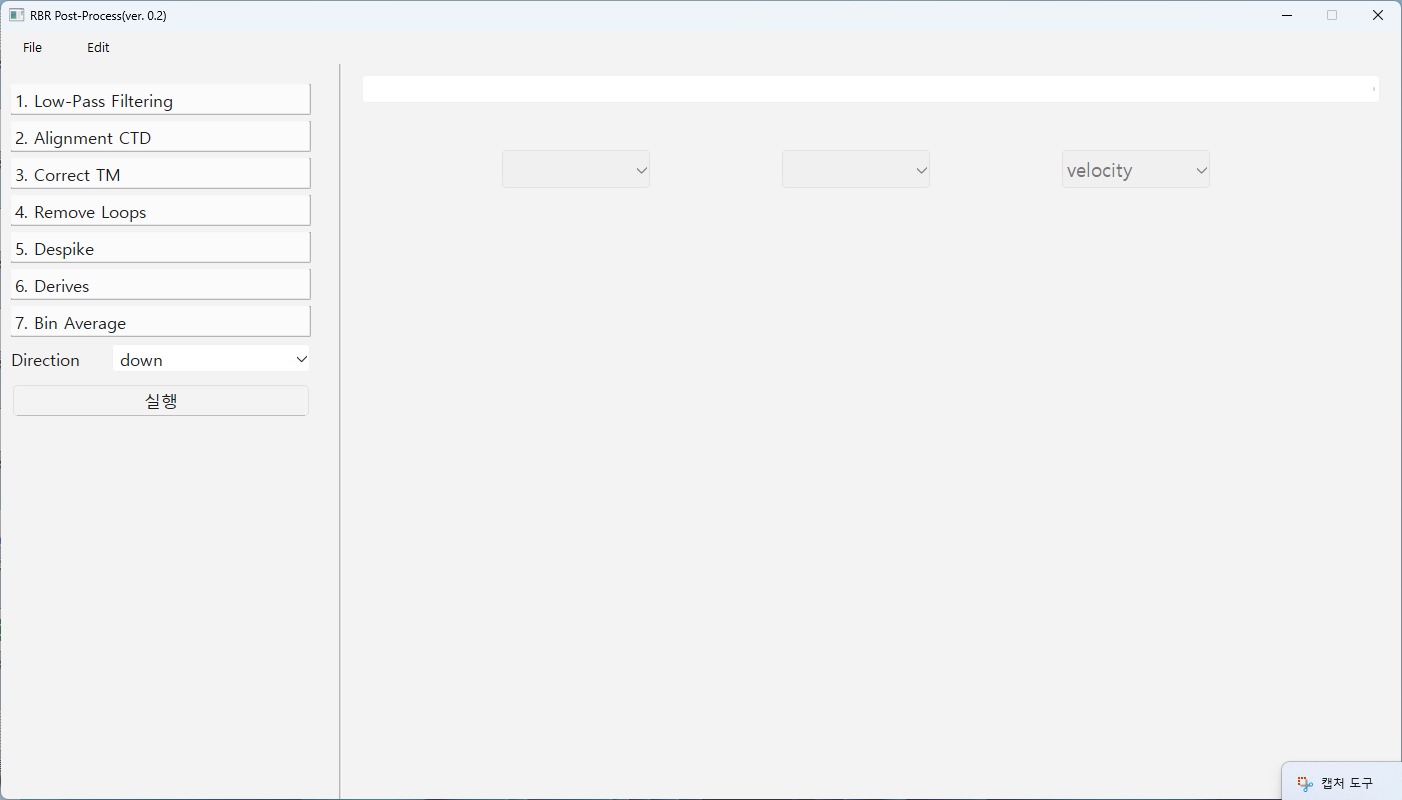 RBR Post-Process(ver. 0.2)
File Edit
1. Low-Pass Filtering
2. Alignment CTD
3. Correct TM
4. Remove Loops
5. Despike
6. Derives
7. Bin Average
Direction down
실행
velocity
캡처 도구